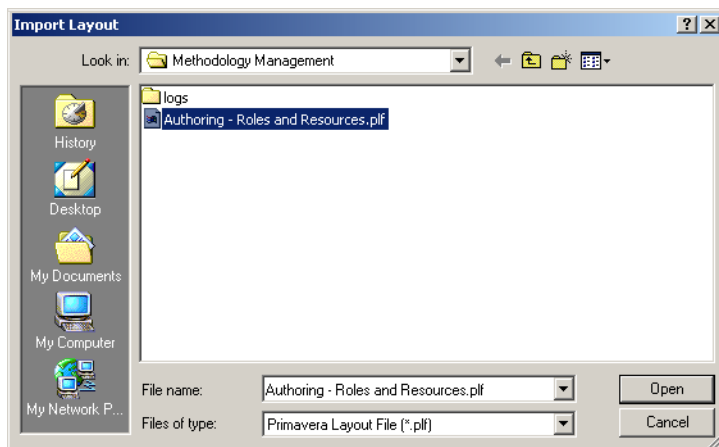 Import Layout
Look in: Methodology Management
logs
Authoring - Roles and Resources.plf
History
Desktop
My Documents
My Computer
My Network P...
File name: Authoring - Roles and Resources.plf Open
Files of type: Primavera Layout File (*.plf) Cancel